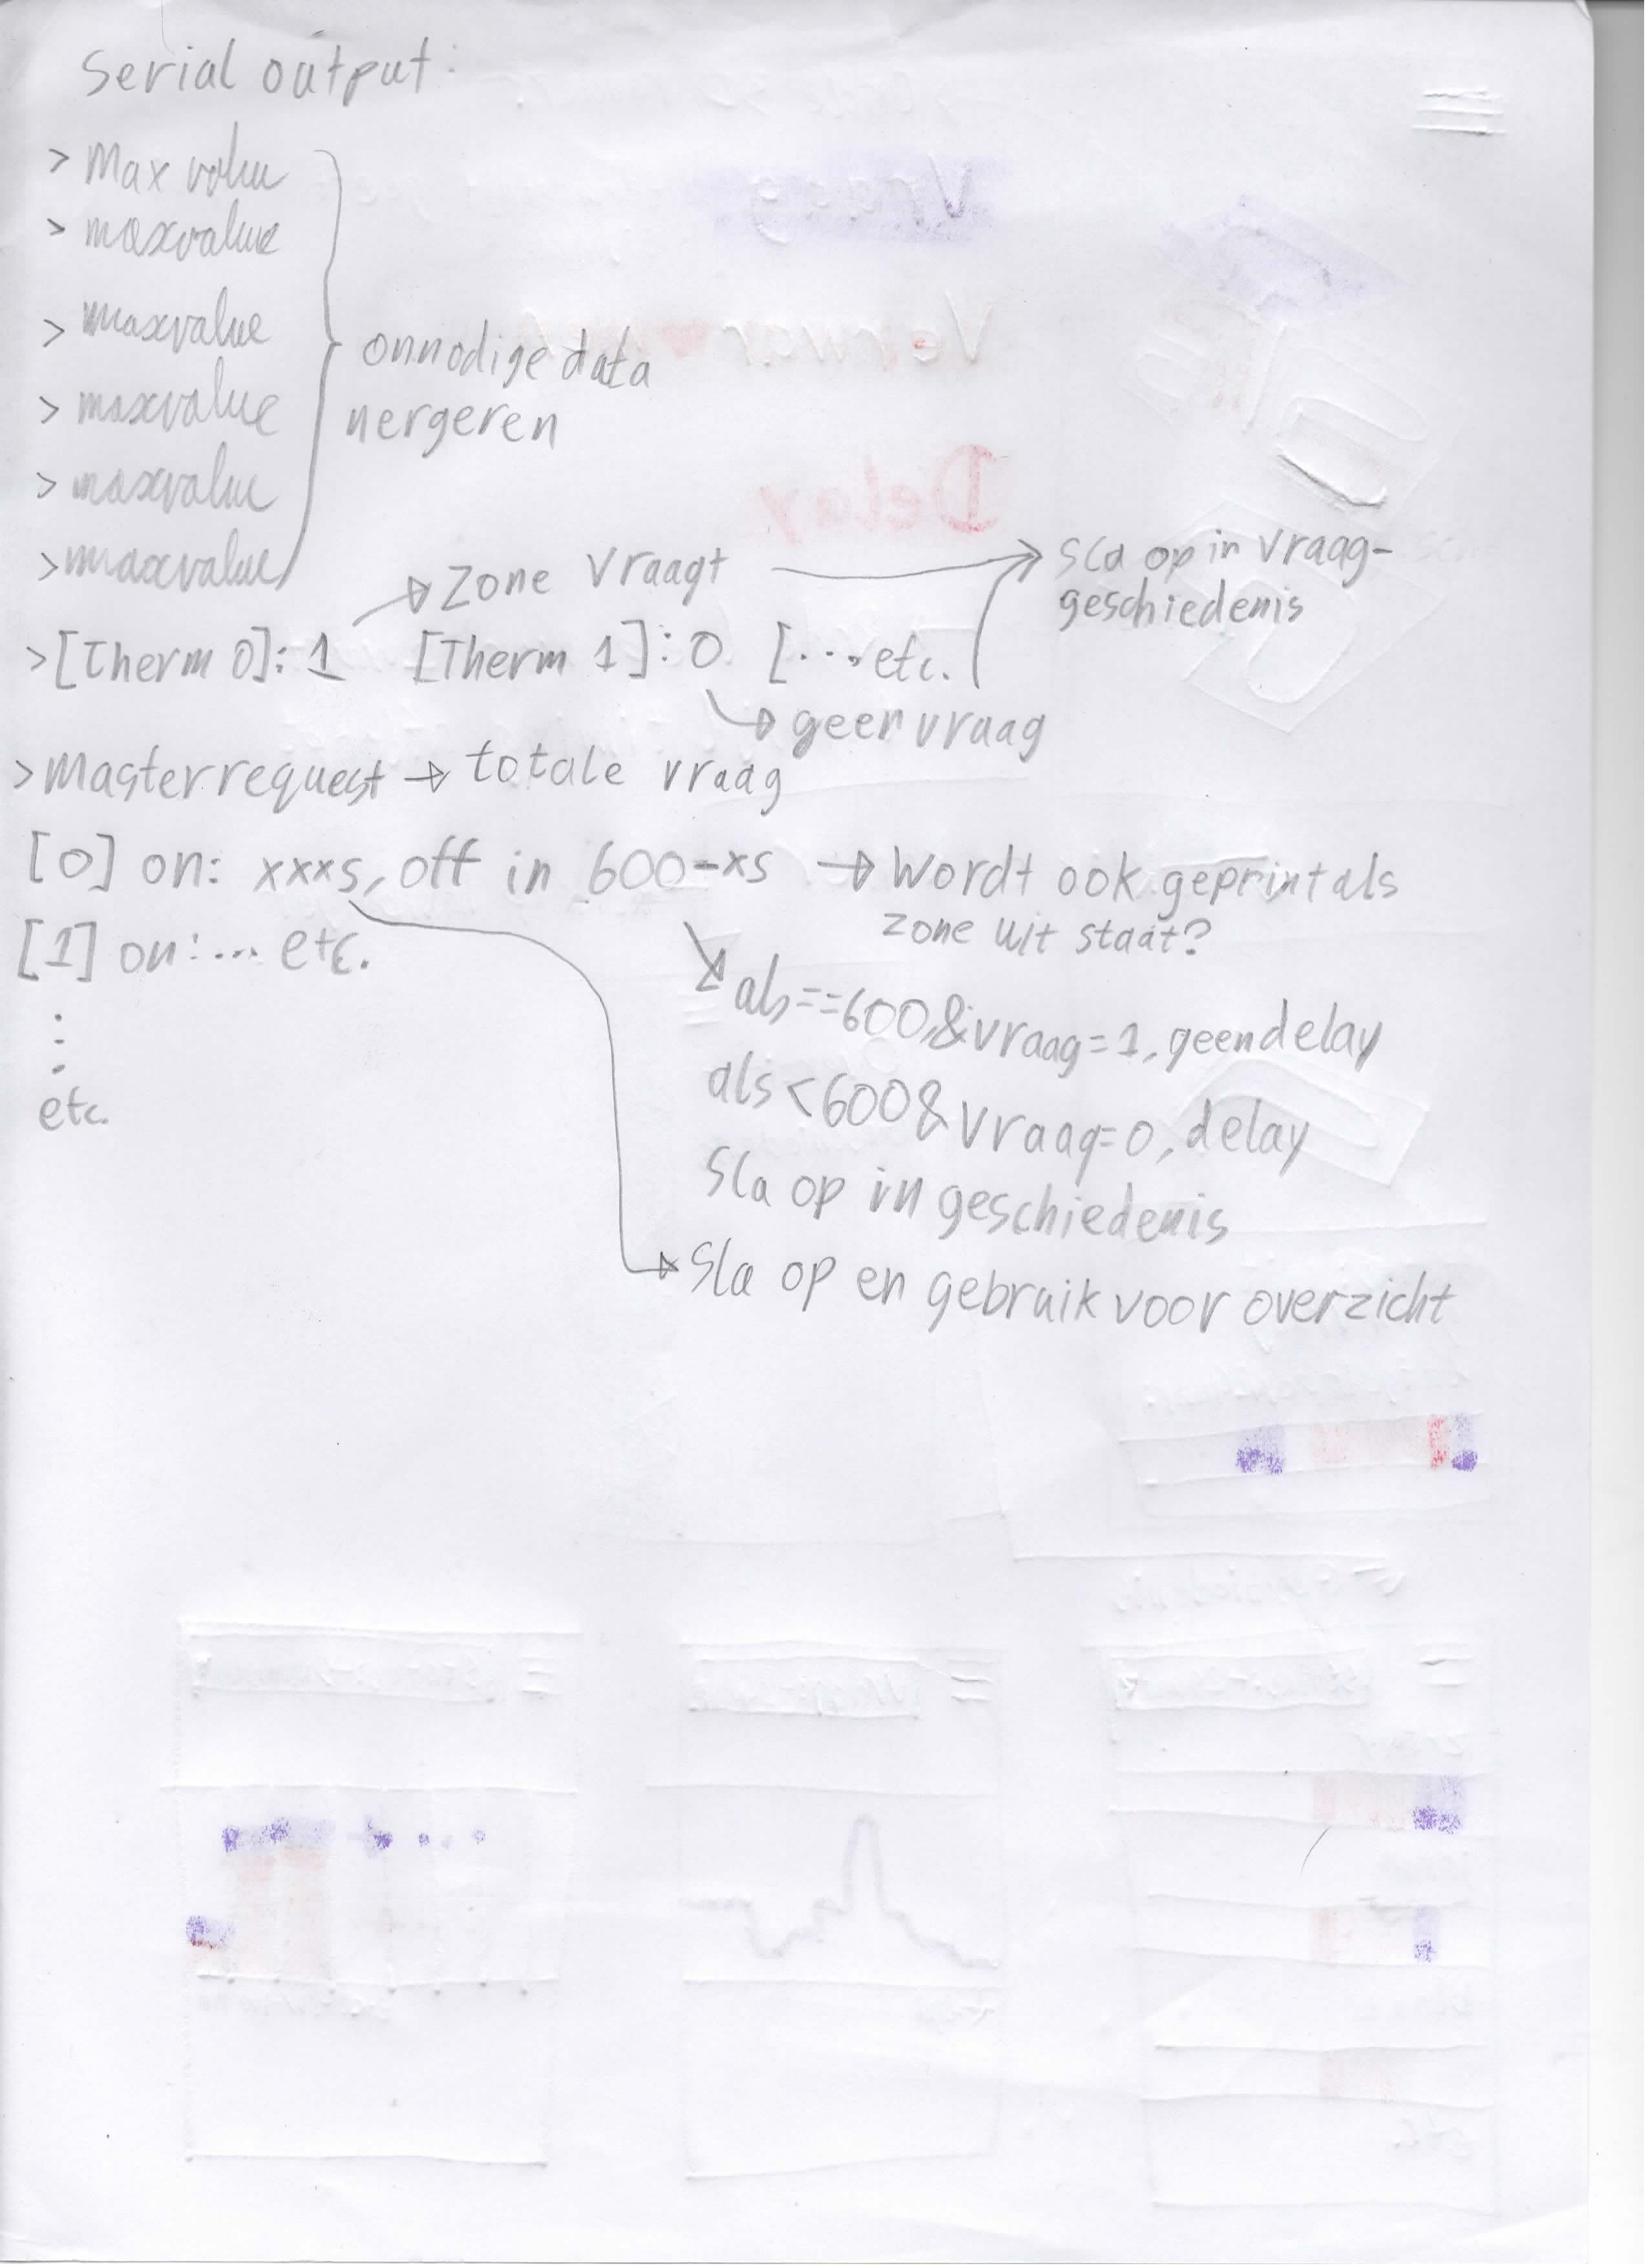 Serial output:
> Max value
> maxvalue
> maxvalue
> maxvalue
> maxvalue
> maxvalue
onnodige data
nergeren
Zone vraagt
Sla op in vraag-
geschiedenis
>[Therm 0]: 1 [Therm 1]: 0 [...etc.
geen vraag
> Masterrequest → totale vraag
[0] on: xxxs, off in 600-xs → Wordt ook geprint als
zone uit staat?
[1] on:... etc.
:
etc.
als==600,&vraag=1, geen delay
als<600&vraag=0, delay
Sla op in geschiedenis
Sla op en gebruik voor overzicht
Vraag
Delay